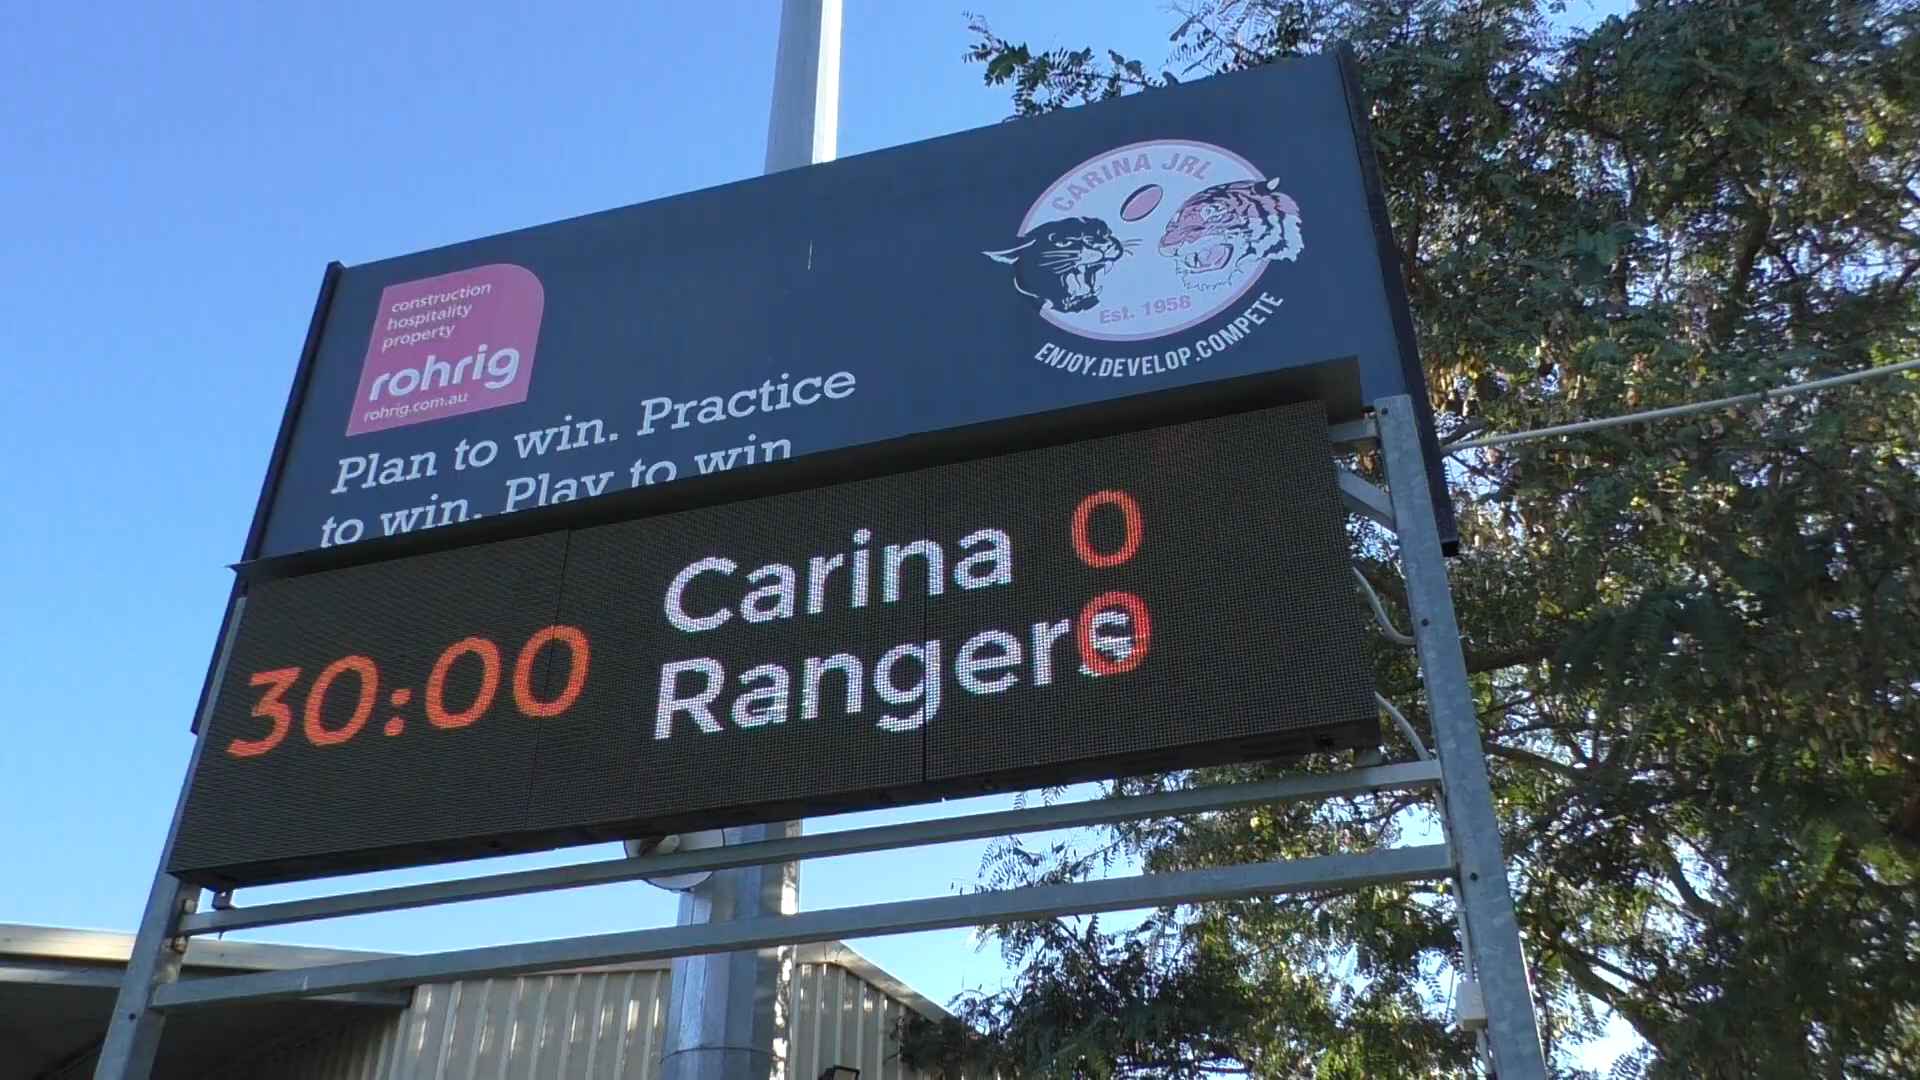 CARINA JRL
Est. 1958
ENJOY.DEVELOP.COMPETE
construction
hospitality
property
rohrig
rohrig.com.au
Plan to win. Practice
to win. Play to win
Carina 0
30:00
Rangers 0